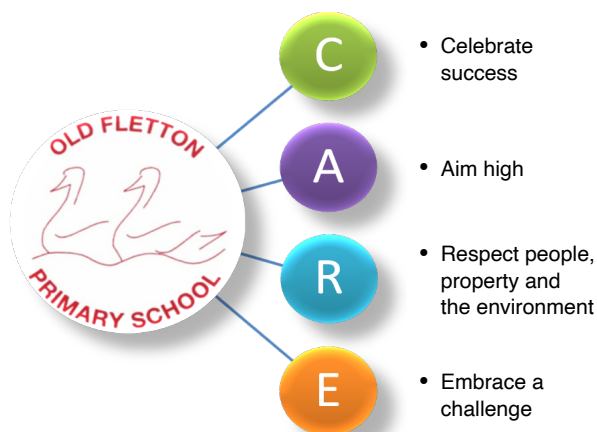 OLD FLETTON
PRIMARY SCHOOL
C
• Celebrate
success
A
• Aim high
R
• Respect people,
property and
the environment
E
• Embrace a
challenge